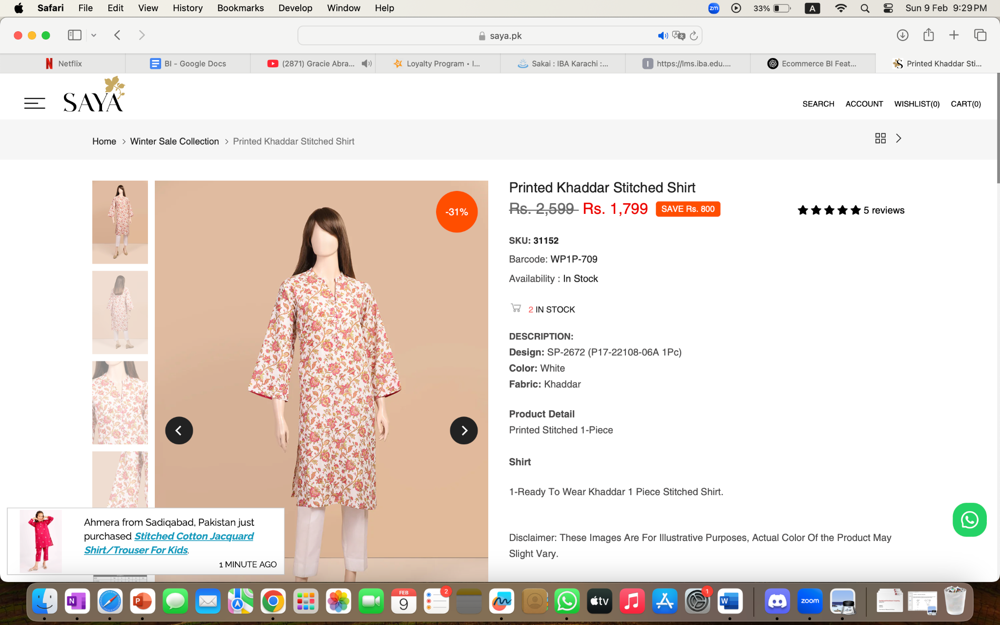 Safari File Edit View History Bookmarks Develop Window Help zm 33% A Sun 9 Feb 9:29 PM
saya.pk
Netflix
BI - Google Docs
(2871) Gracie Abra...
Loyalty Program • I...
Sakai : IBA Karachi :...
https://lms.iba.edu....
Ecommerce BI Feat...
Printed Khaddar Sti...
SAYA
SEARCH ACCOUNT WISHLIST(0) CART(0)
Home > Winter Sale Collection > Printed Khaddar Stitched Shirt
-31%
Printed Khaddar Stitched Shirt
Rs. 2,599 Rs. 1,799 SAVE Rs. 800
5 reviews
SKU: 31152
Barcode: WP1P-709
Availability : In Stock
2 IN STOCK
DESCRIPTION:
Design: SP-2672 (P17-22108-06A 1Pc)
Color: White
Fabric: Khaddar
Product Detail
Printed Stitched 1-Piece
Shirt
1-Ready To Wear Khaddar 1 Piece Stitched Shirt.
Disclaimer: These Images Are For Illustrative Purposes, Actual Color Of the Product May
Slight Vary.
Ahmera from Sadiqabad, Pakistan just
purchased Stitched Cotton Jacquard
Shirt/Trouser For Kids.
1 MINUTE AGO
N
P
FEB
9
2
tv
1
W
zoom